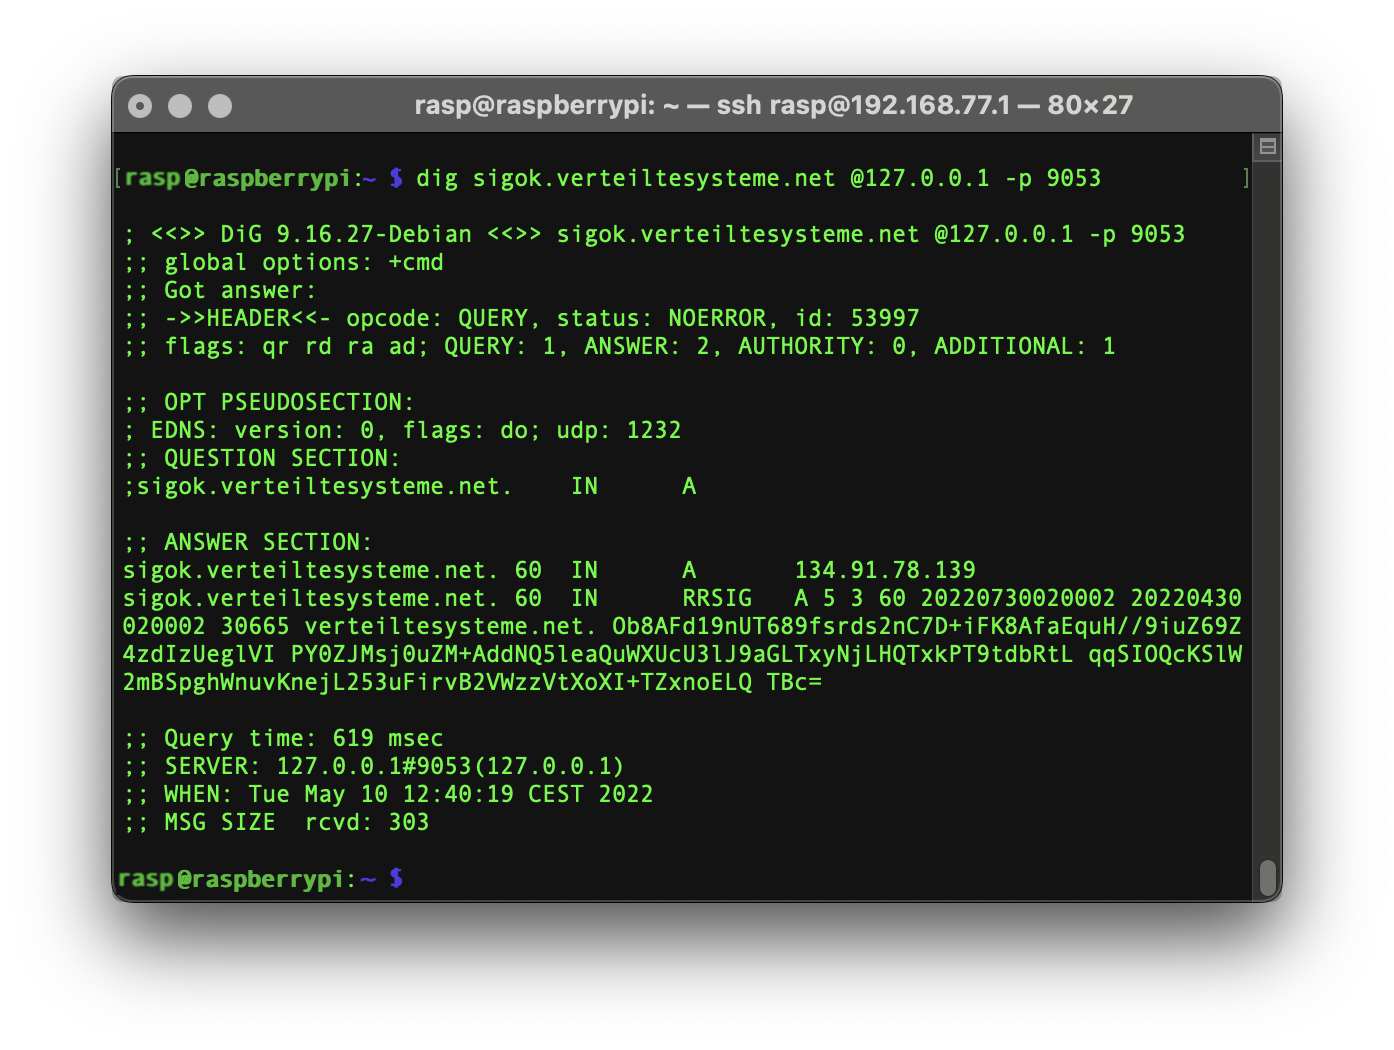 rasp@raspberrypi: ~ — ssh rasp@192.168.77.1 — 80×27
[rasp@raspberrypi:~ $ dig sigok.verteiltesysteme.net @127.0.0.1 -p 9053 ]
; <<>> DiG 9.16.27-Debian <<>> sigok.verteiltesysteme.net @127.0.0.1 -p 9053
;; global options: +cmd
;; Got answer:
;; ->>HEADER<<- opcode: QUERY, status: NOERROR, id: 53997
;; flags: qr rd ra ad; QUERY: 1, ANSWER: 2, AUTHORITY: 0, ADDITIONAL: 1
;; OPT PSEUDOSECTION:
; EDNS: version: 0, flags: do; udp: 1232
;; QUESTION SECTION:
;sigok.verteiltesysteme.net. IN A
;; ANSWER SECTION:
sigok.verteiltesysteme.net. 60 IN A 134.91.78.139
sigok.verteiltesysteme.net. 60 IN RRSIG A 5 3 60 20220730020002 20220430
020002 30665 verteiltesysteme.net. Ob8AFd19nUT689fsrds2nC7D+iFK8AfaEquH//9iuZ69Z
4zdIzUeglVI PY0ZJMsj0uZM+AddNQ5leaQuWXUcU3lJ9aGLTxyNjLHQTxkPT9tdbRtL qqSIOQcKSlW
2mBSpghWnuvKnejL253uFirvB2VWzzVtXoXI+TZxnoELQ TBc=
;; Query time: 619 msec
;; SERVER: 127.0.0.1#9053(127.0.0.1)
;; WHEN: Tue May 10 12:40:19 CEST 2022
;; MSG SIZE  rcvd: 303
rasp@raspberrypi:~ $